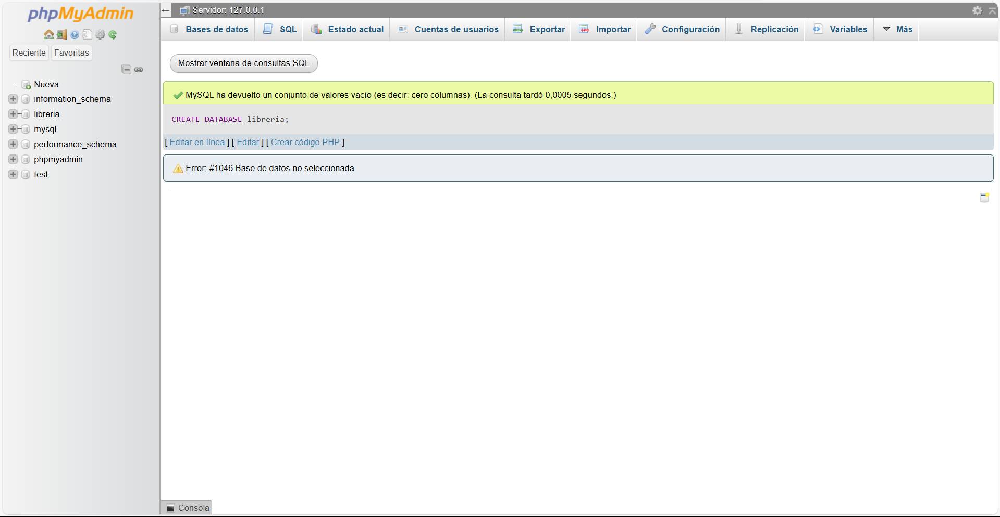 phpMyAdmin
Reciente
Favoritas
Nueva
information_schema
libreria
mysql
performance_schema
phpmyadmin
test
Servidor: 127.0.0.1
Bases de datos
SQL
Estado actual
Cuentas de usuarios
Exportar
Importar
Configuración
Replicación
Variables
Más
Mostrar ventana de consultas SQL
MySQL ha devuelto un conjunto de valores vacío (es decir: cero columnas). (La consulta tardó 0,0005 segundos.)
CREATE DATABASE libreria;
[ Editar en línea ] [ Editar ] [ Crear código PHP ]
Error: #1046 Base de datos no seleccionada
Consola